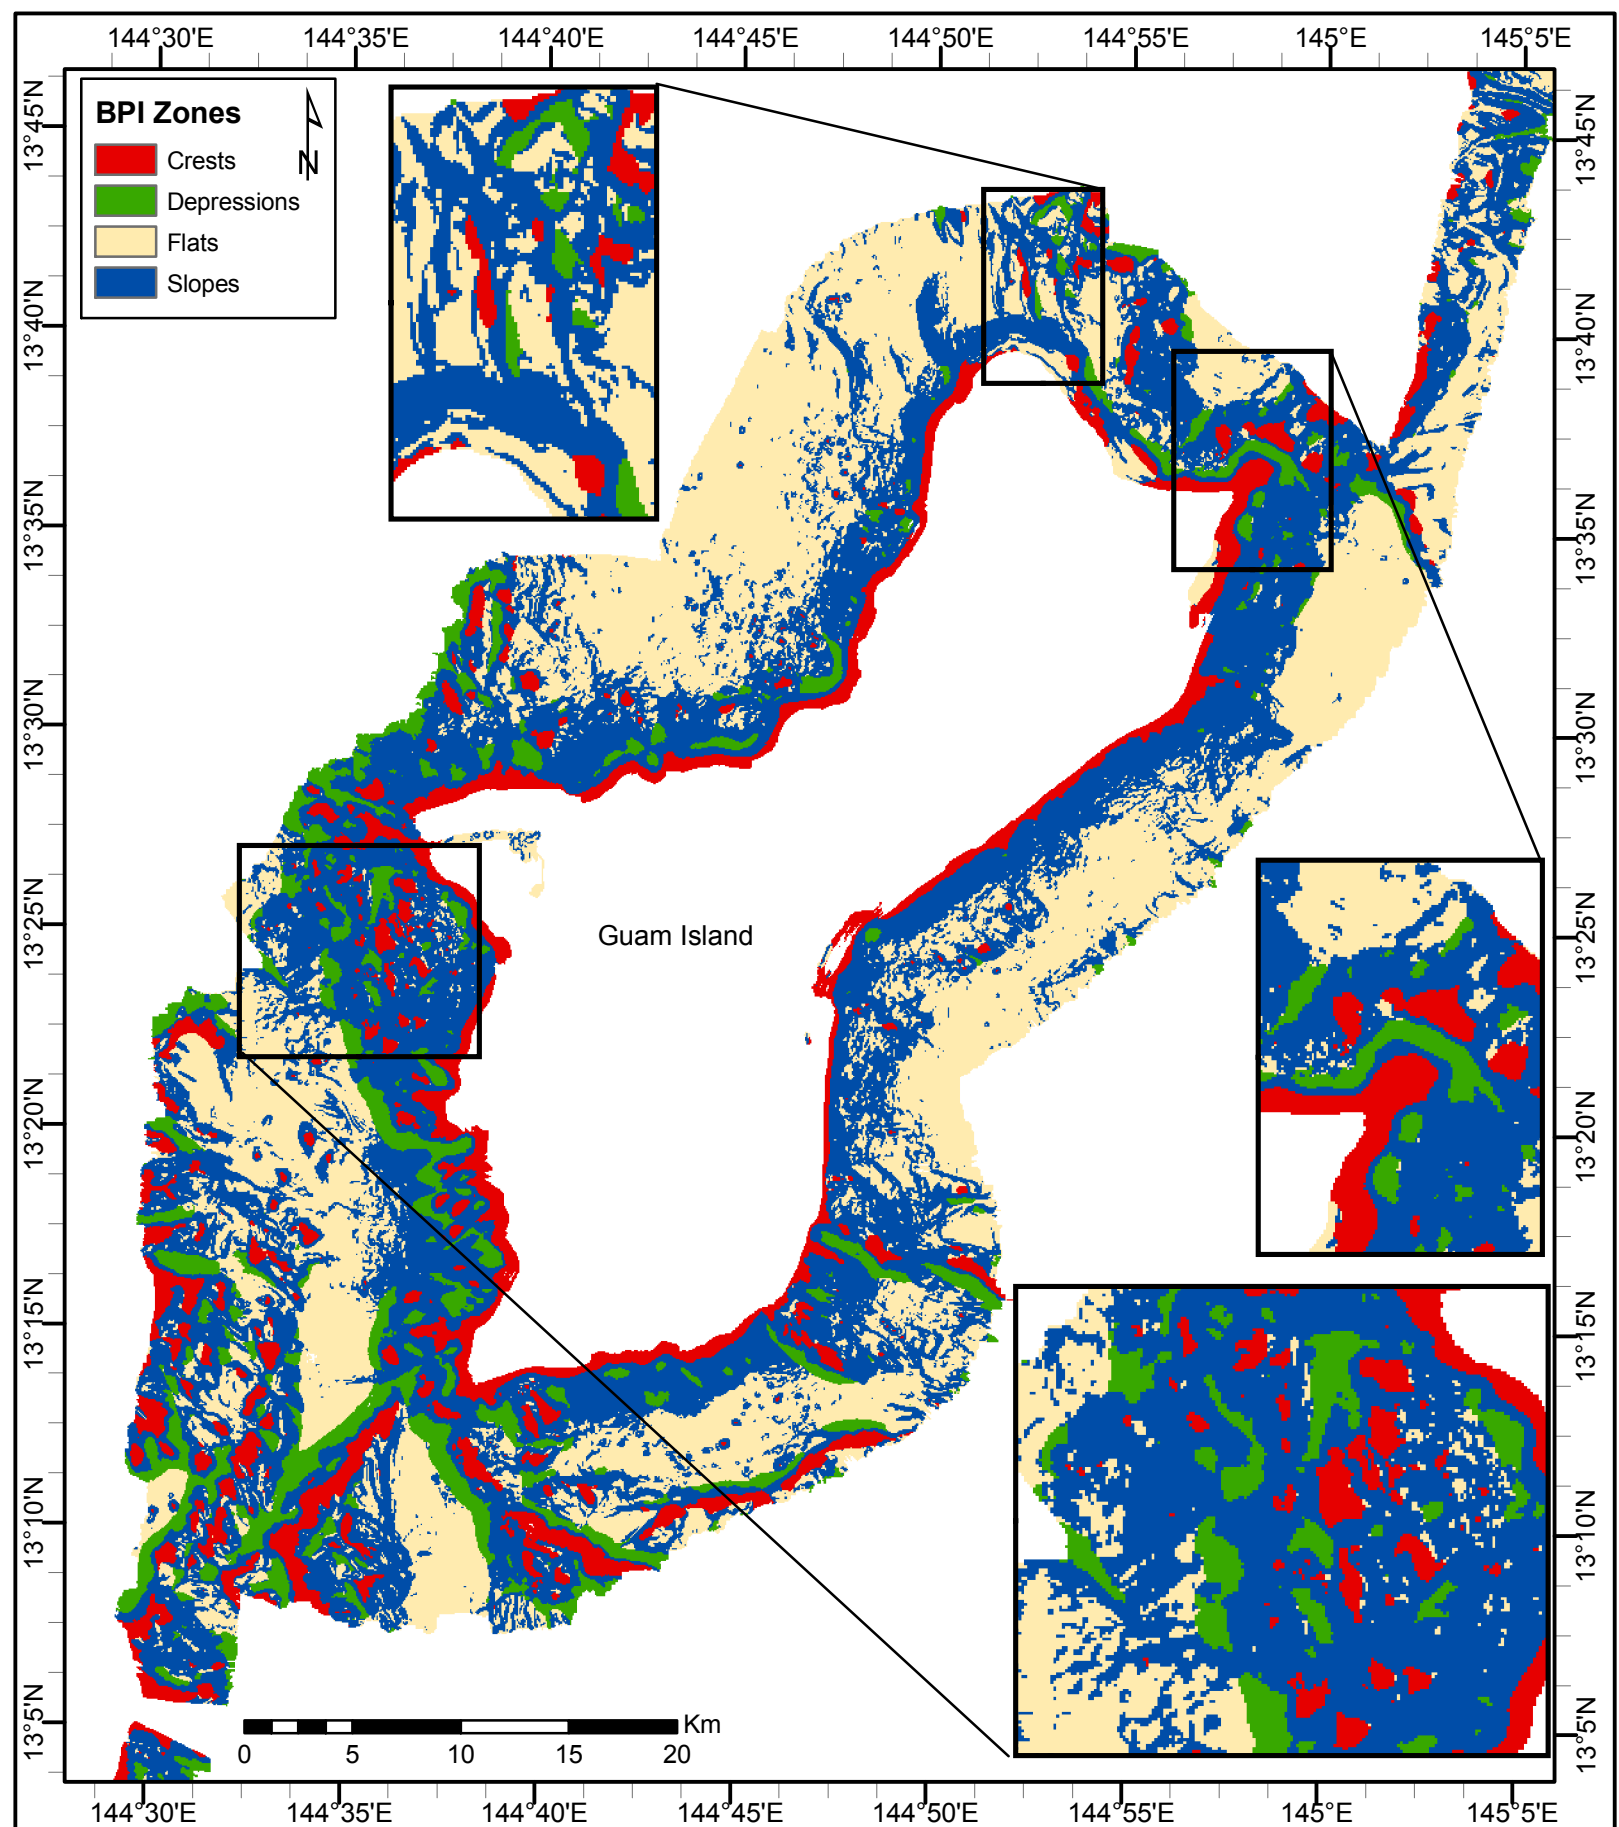 144°30'E 144°35'E 144°40'E 144°45'E 144°50'E 144°55'E 145°E 145°5'E
BPI Zones
N
Crests
Depressions
Flats
Slopes
13°45'N 13°45'N
13°40'N 13°40'N
13°35'N 13°35'N
13°30'N 13°30'N
13°25'N 13°25'N
Guam Island
13°20'N 13°20'N
13°15'N 13°15'N
13°10'N 13°10'N
13°5'N 13°5'N
Km
0 5 10 15 20
144°30'E 144°35'E 144°40'E 144°45'E 144°50'E 144°55'E 145°E 145°5'E